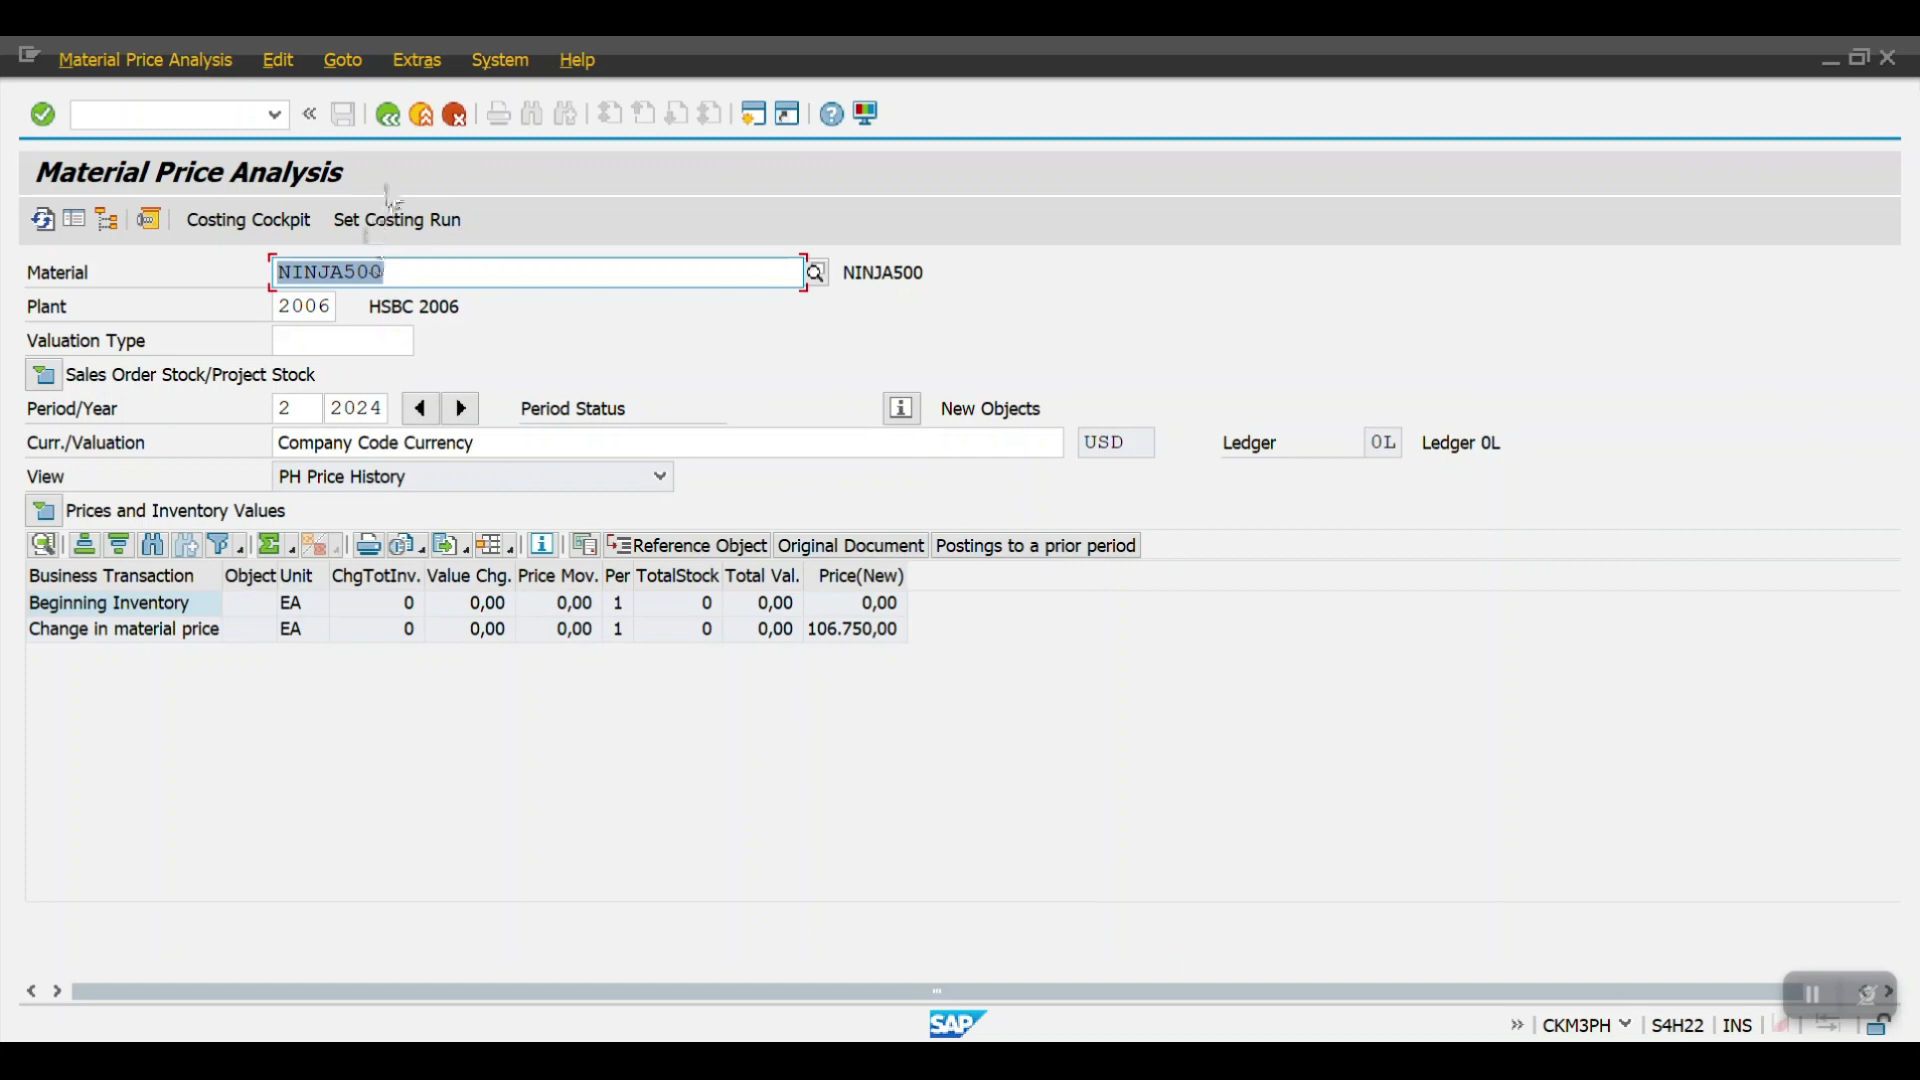 Material Price Analysis Edit Goto Extras System Help
Material Price Analysis
Costing Cockpit Set Costing Run
Material NINJA500 NINJA500
Plant 2006 HSBC 2006
Valuation Type
Sales Order Stock/Project Stock
Period/Year 2 2024 Period Status New Objects
Curr./Valuation Company Code Currency USD Ledger 0L Ledger 0L
View PH Price History
Prices and Inventory Values
Reference Object Original Document Postings to a prior period
Business Transaction Object Unit ChgTotInv. Value Chg. Price Mov. Per TotalStock Total Val. Price(New)
Beginning Inventory EA 0 0,00 0,00 1 0 0,00 0,00
Change in material price EA 0 0,00 0,00 1 0 0,00 106.750,00
SAP CKM3PH S4H22 INS